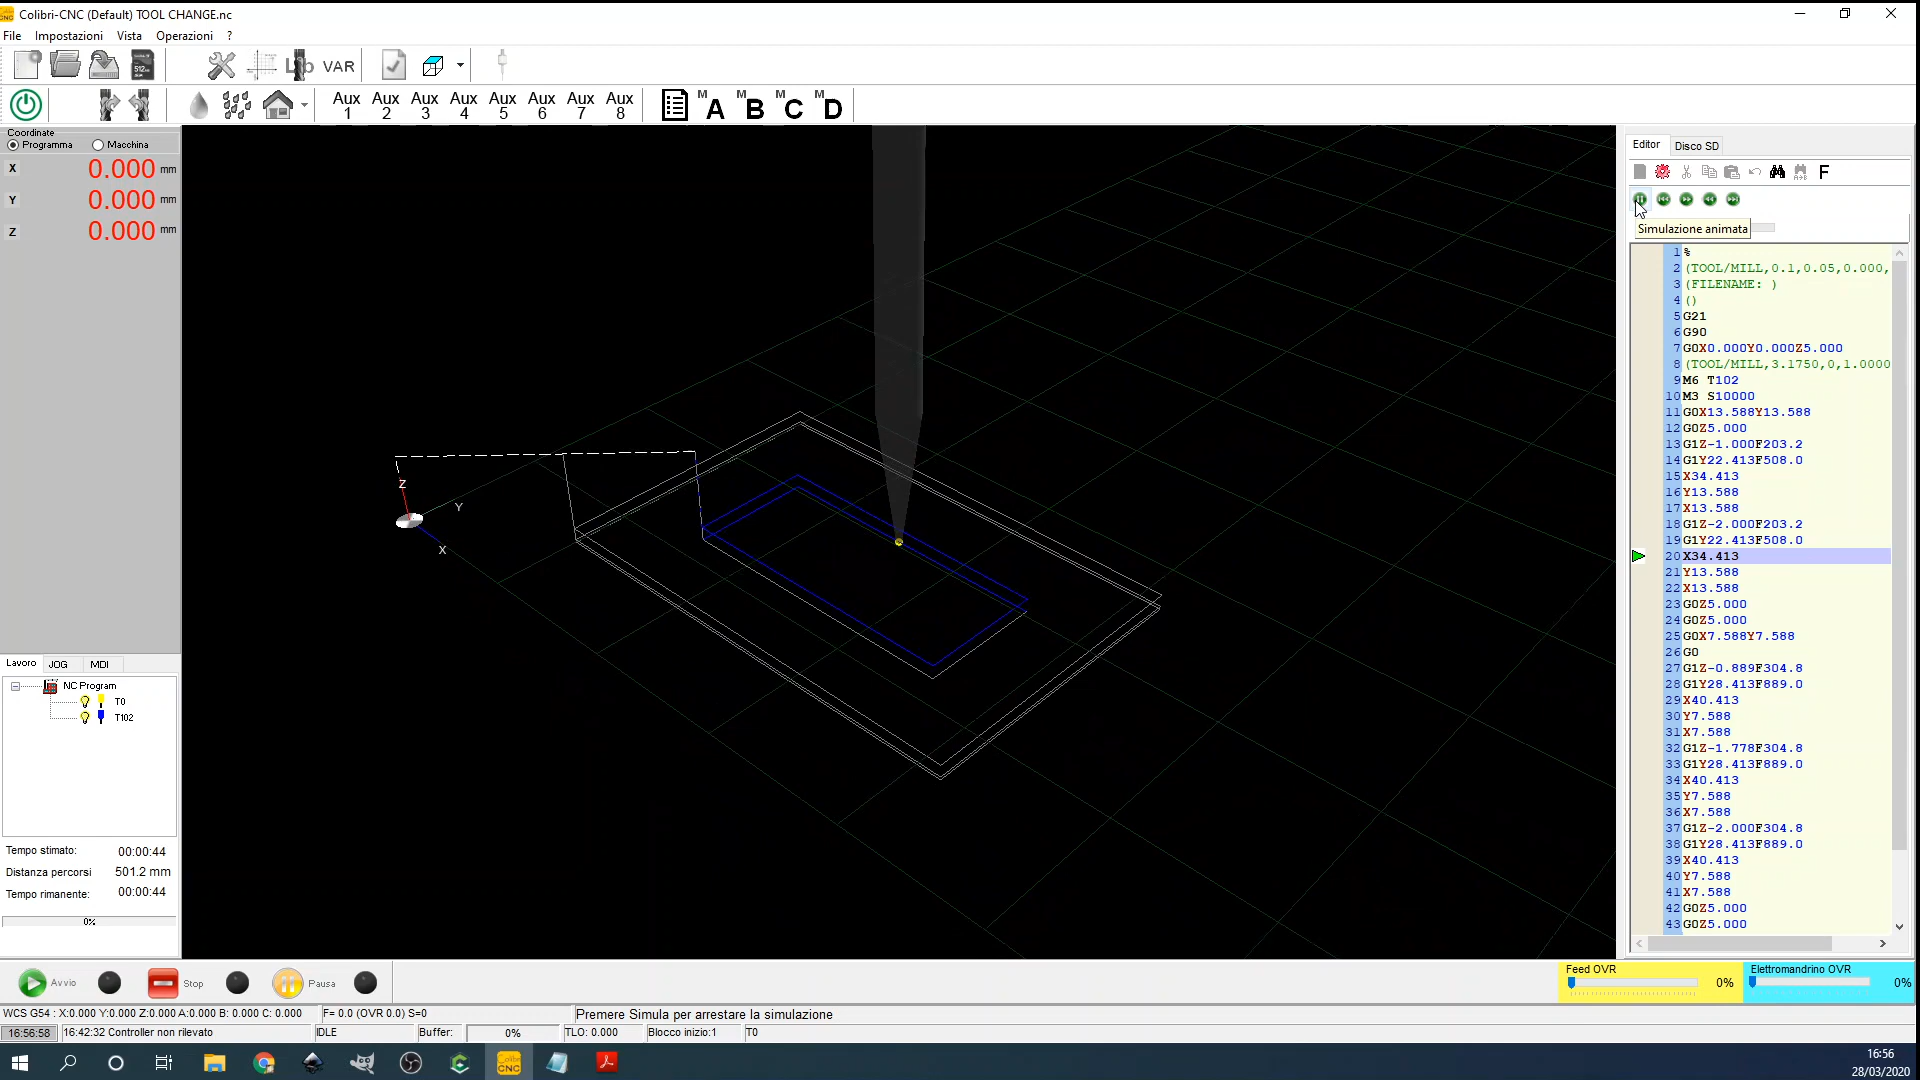 Colibri-CNC (Default) TOOL CHANGE.nc
File Impostazioni Vista Operazioni ?
Lib VAR
Aux 1 Aux 2 Aux 3 Aux 4 Aux 5 Aux 6 Aux 7 Aux 8 M A M B M C M D
Coordinate
Programma Macchina
X 0.000 mm
Y 0.000 mm
Z 0.000 mm
Z
Y
X
Lavoro JOG MDI
NC Program
T0
T102
Tempo stimato: 00:00:44
Distanza percorsi 501.2 mm
Tempo rimanente: 00:00:44
0%
Editor Disco SD
F
Simulazione animata
1 %
2 (TOOL/MILL,0.1,0.05,0.000,
3 (FILENAME: )
4 ()
5 G21
6 G90
7 G0X0.000Y0.000Z5.000
8 (TOOL/MILL,3.1750,0,1.0000
9 M6 T102
10 M3 S10000
11 G0X13.588Y13.588
12 G0Z5.000
13 G1Z-1.000F203.2
14 G1Y22.413F508.0
15 X34.413
16 Y13.588
17 X13.588
18 G1Z-2.000F203.2
19 G1Y22.413F508.0
20 X34.413
21 Y13.588
22 X13.588
23 G0Z5.000
24 G0Z5.000
25 G0X7.588Y7.588
26 G0
27 G1Z-0.889F304.8
28 G1Y28.413F889.0
29 X40.413
30 Y7.588
31 X7.588
32 G1Z-1.778F304.8
33 G1Y28.413F889.0
34 X40.413
35 Y7.588
36 X7.588
37 G1Z-2.000F304.8
38 G1Y28.413F889.0
39 X40.413
40 Y7.588
41 X7.588
42 G0Z5.000
43 G0Z5.000
Avvio Stop Pausa
Feed OVR 0% Elettromandrino OVR 0%
WCS G54 : X:0.000 Y:0.000 Z:0.000 A:0.000 B: 0.000 C: 0.000 F= 0.0 (OVR 0.0) S=0 Premere Simula per arrestare la simulazione
16:56:58 16:42:32 Controller non rilevato IDLE Buffer: 0% TLO: 0.000 Blocco inizio:1 T0
16:56
28/03/2020